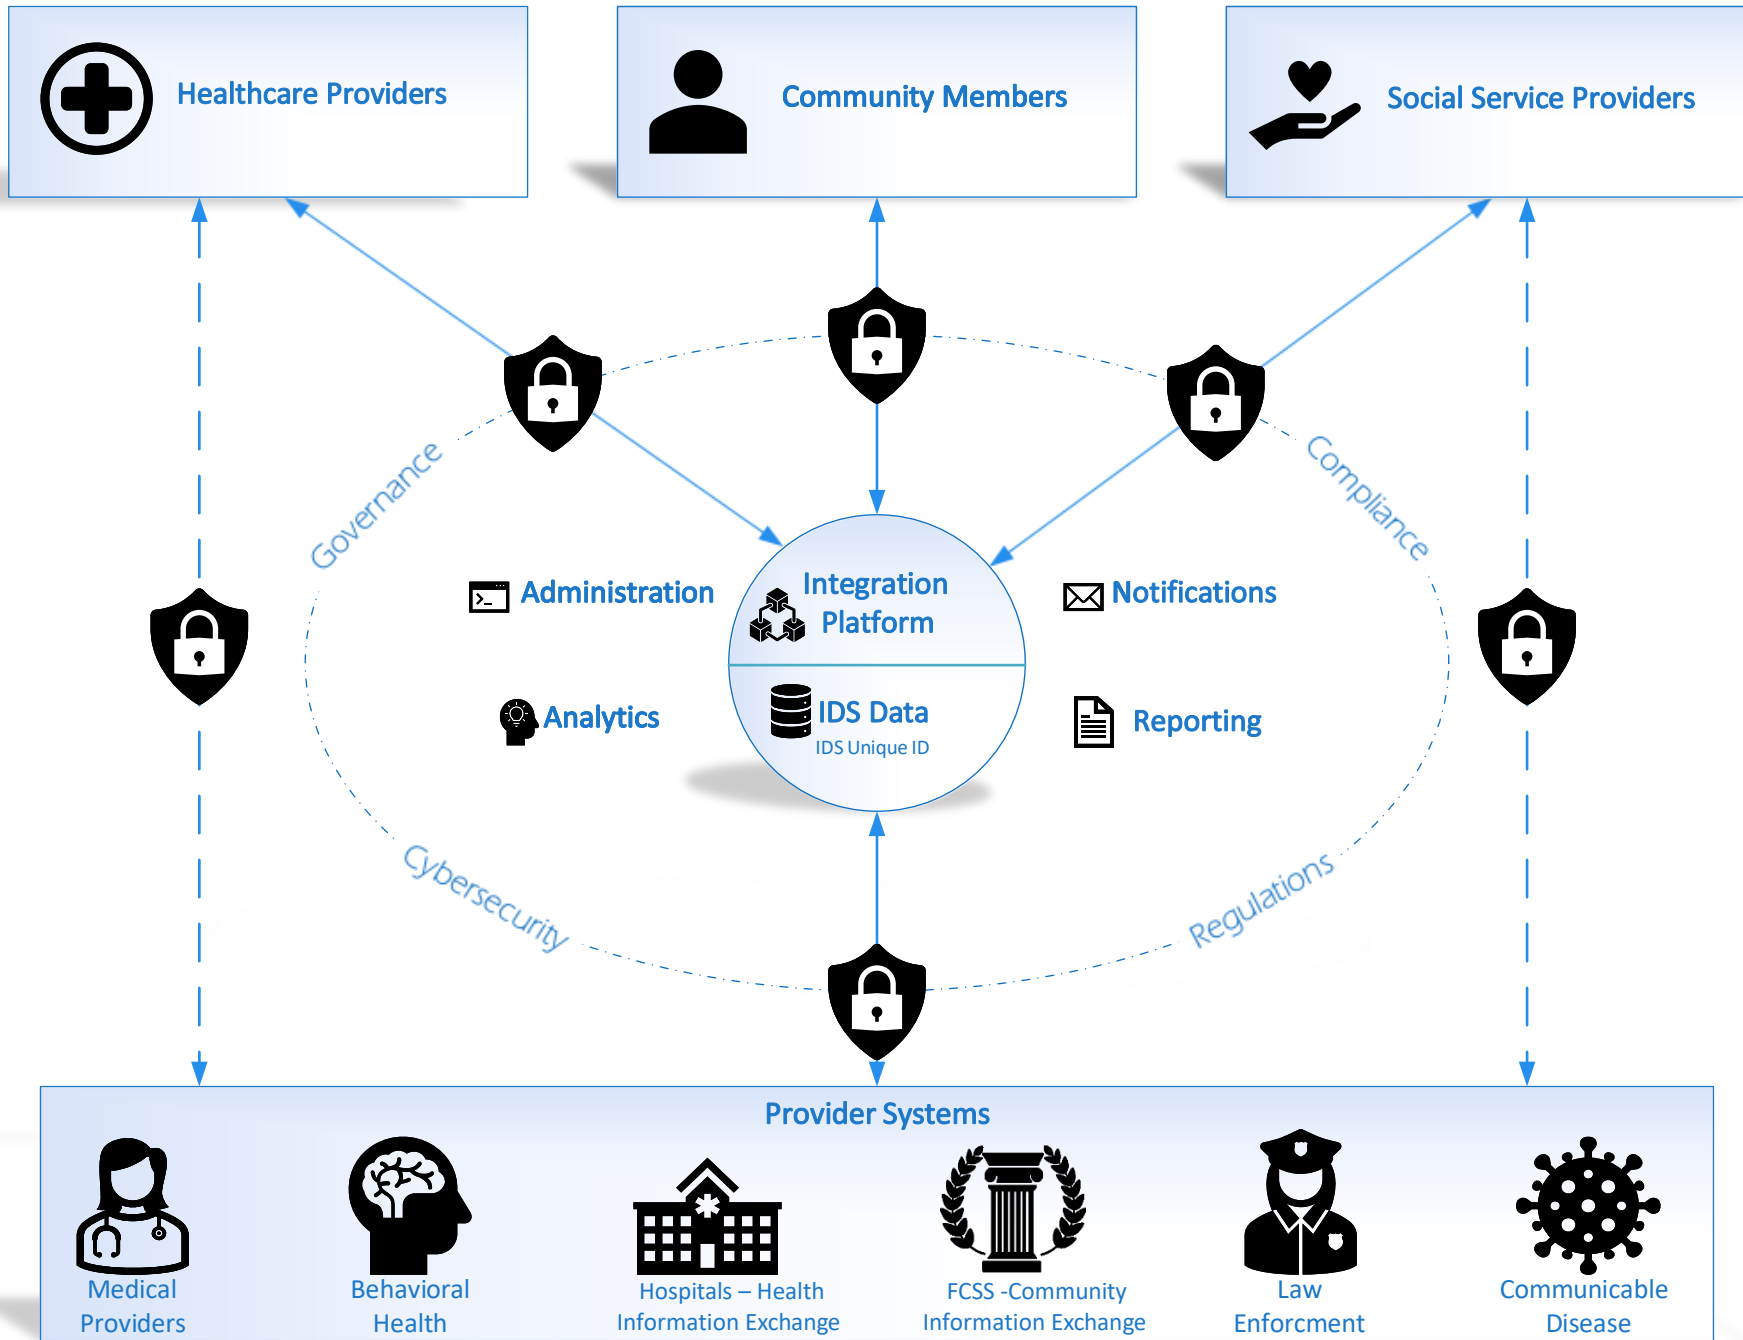 Healthcare Providers
Community Members
Social Service Providers
Governance
Compliance
Administration
Integration
Platform
Notifications
Analytics
IDS Data
IDS Unique ID
Reporting
Cybersecurity
Regulations
Provider Systems
Medical
Providers
Behavioral
Health
Hospitals – Health
Information Exchange
FCSS -Community
Information Exchange
Law
Enforcment
Communicable
Disease